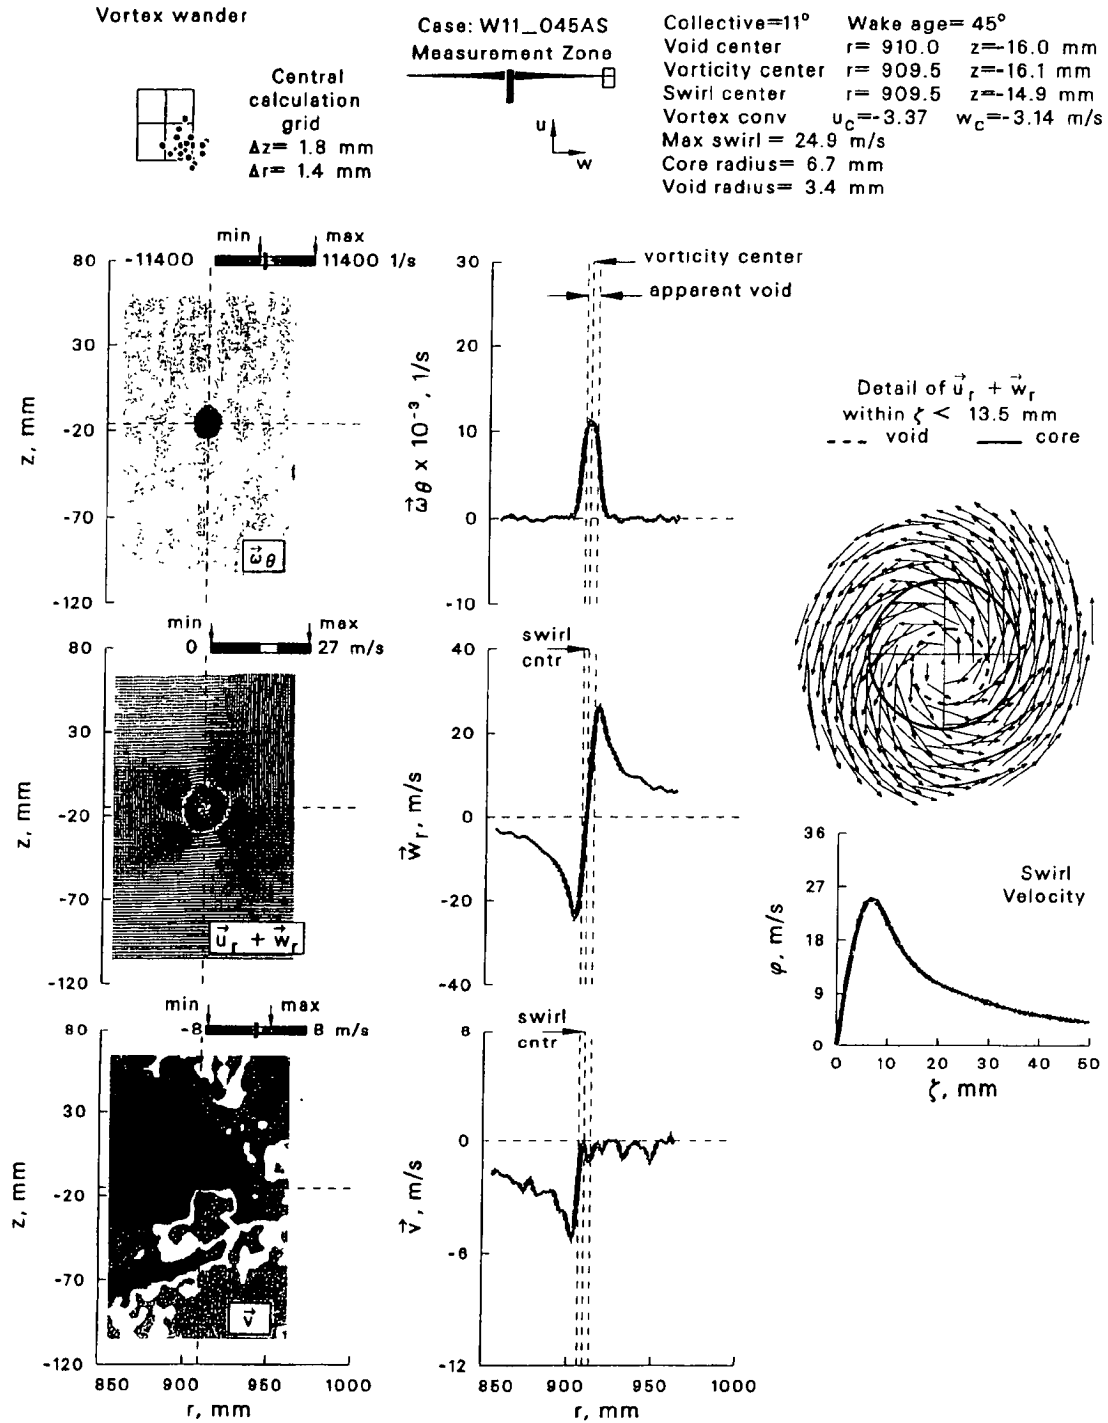 Vortex wander
Central
calculation
grid
Δz= 1.8 mm
Δr= 1.4 mm
Case: W11_045AS
Measurement Zone
u
w
Collective=11° Wake age= 45°
Void center r= 910.0 z=-16.0 mm
Vorticity center r= 909.5 z=-16.1 mm
Swirl center r= 909.5 z=-14.9 mm
Vortex conv u_c=-3.37 w_c=-3.14 m/s
Max swirl = 24.9 m/s
Core radius= 6.7 mm
Void radius= 3.4 mm
min max
-11400 11400 1/s
80
30
-20
-70
-120
z, mm
ω⃗θ
vorticity center
apparent void
30
20
10
0
-10
ω⃗θ x 10⁻³, 1/s
Detail of u⃗r + w⃗r
within ζ < 13.5 mm
void core
min max
0 27 m/s
80
30
-20
-70
-120
z, mm
u⃗r + w⃗r
swirl
cntr
40
20
0
-20
-40
w⃗r, m/s
36
27
18
9
0
φ, m/s
Swirl
Velocity
0 10 20 30 40 50
ζ, mm
min max
-8 8 m/s
80
30
-20
-70
-120
z, mm
v⃗
850 900 950 1000
r, mm
swirl
cntr
0
-6
-12
v⃗, m/s
850 900 950 1000
r, mm